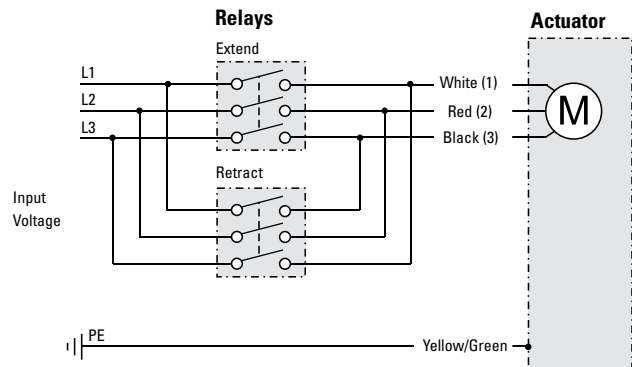 Relays
Actuator
Extend
L1
L2
L3
White (1)
Red (2)
Black (3)
M
Retract
Input
Voltage
PE
Yellow/Green